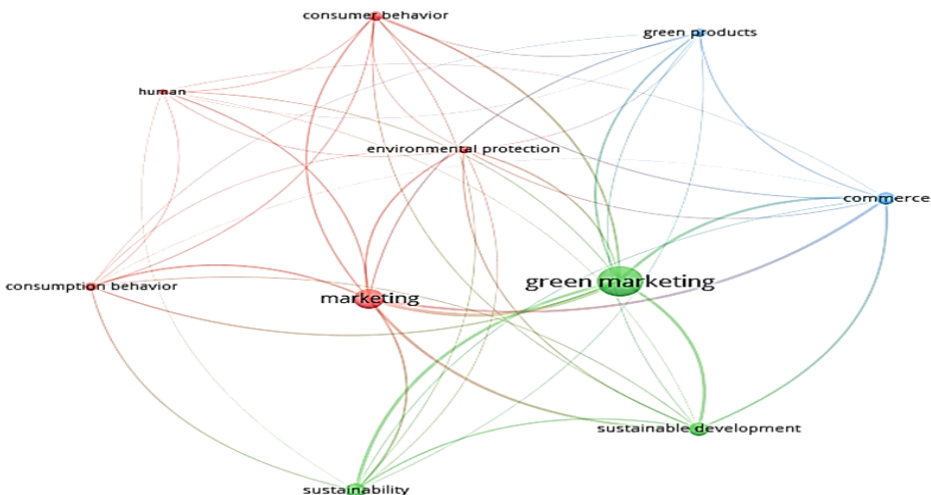 consumer behavior
green products
human
environmental protection
commerce
green marketing
consumption behavior
marketing
sustainable development
sustainability